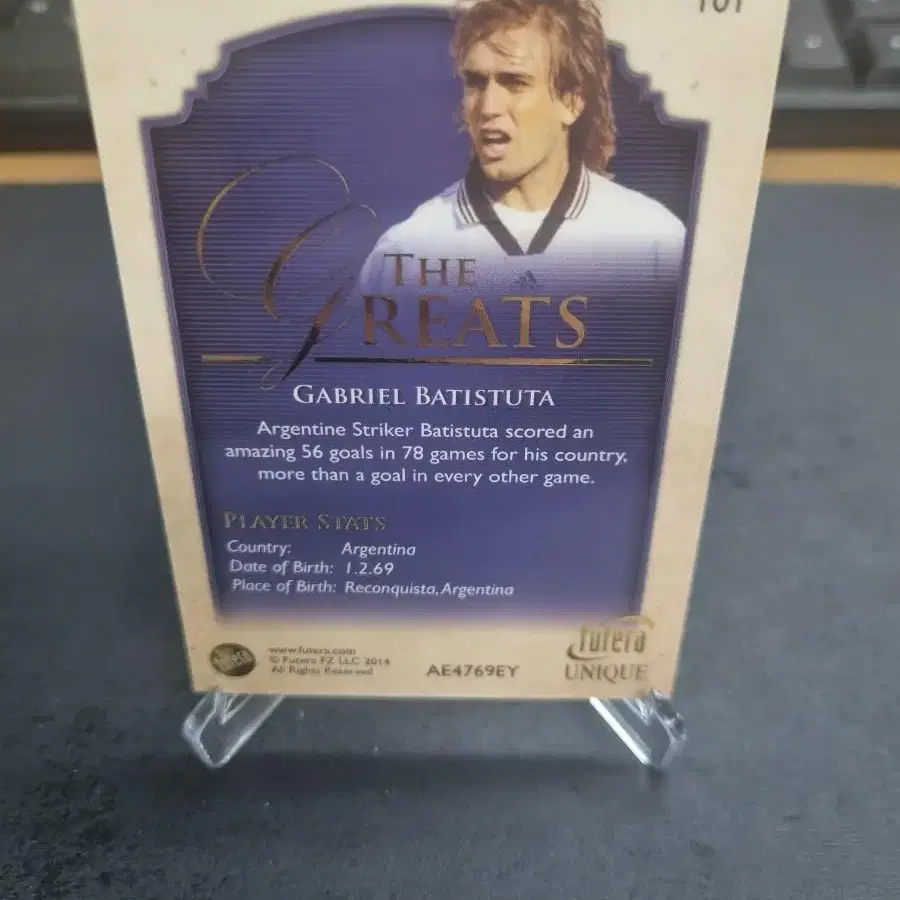 101
THE
GREATS
GABRIEL BATISTUTA
Argentine Striker Batistuta scored an
amazing 56 goals in 78 games for his country,
more than a goal in every other game.
PLAYER STATS
Country: Argentina
Date of Birth: 1.2.69
Place of Birth: Reconquista, Argentina
futera
www.futera.com
© Futera FZ LLC 2014
All Rights Reserved
AE4769EY
futera
UNIQUE